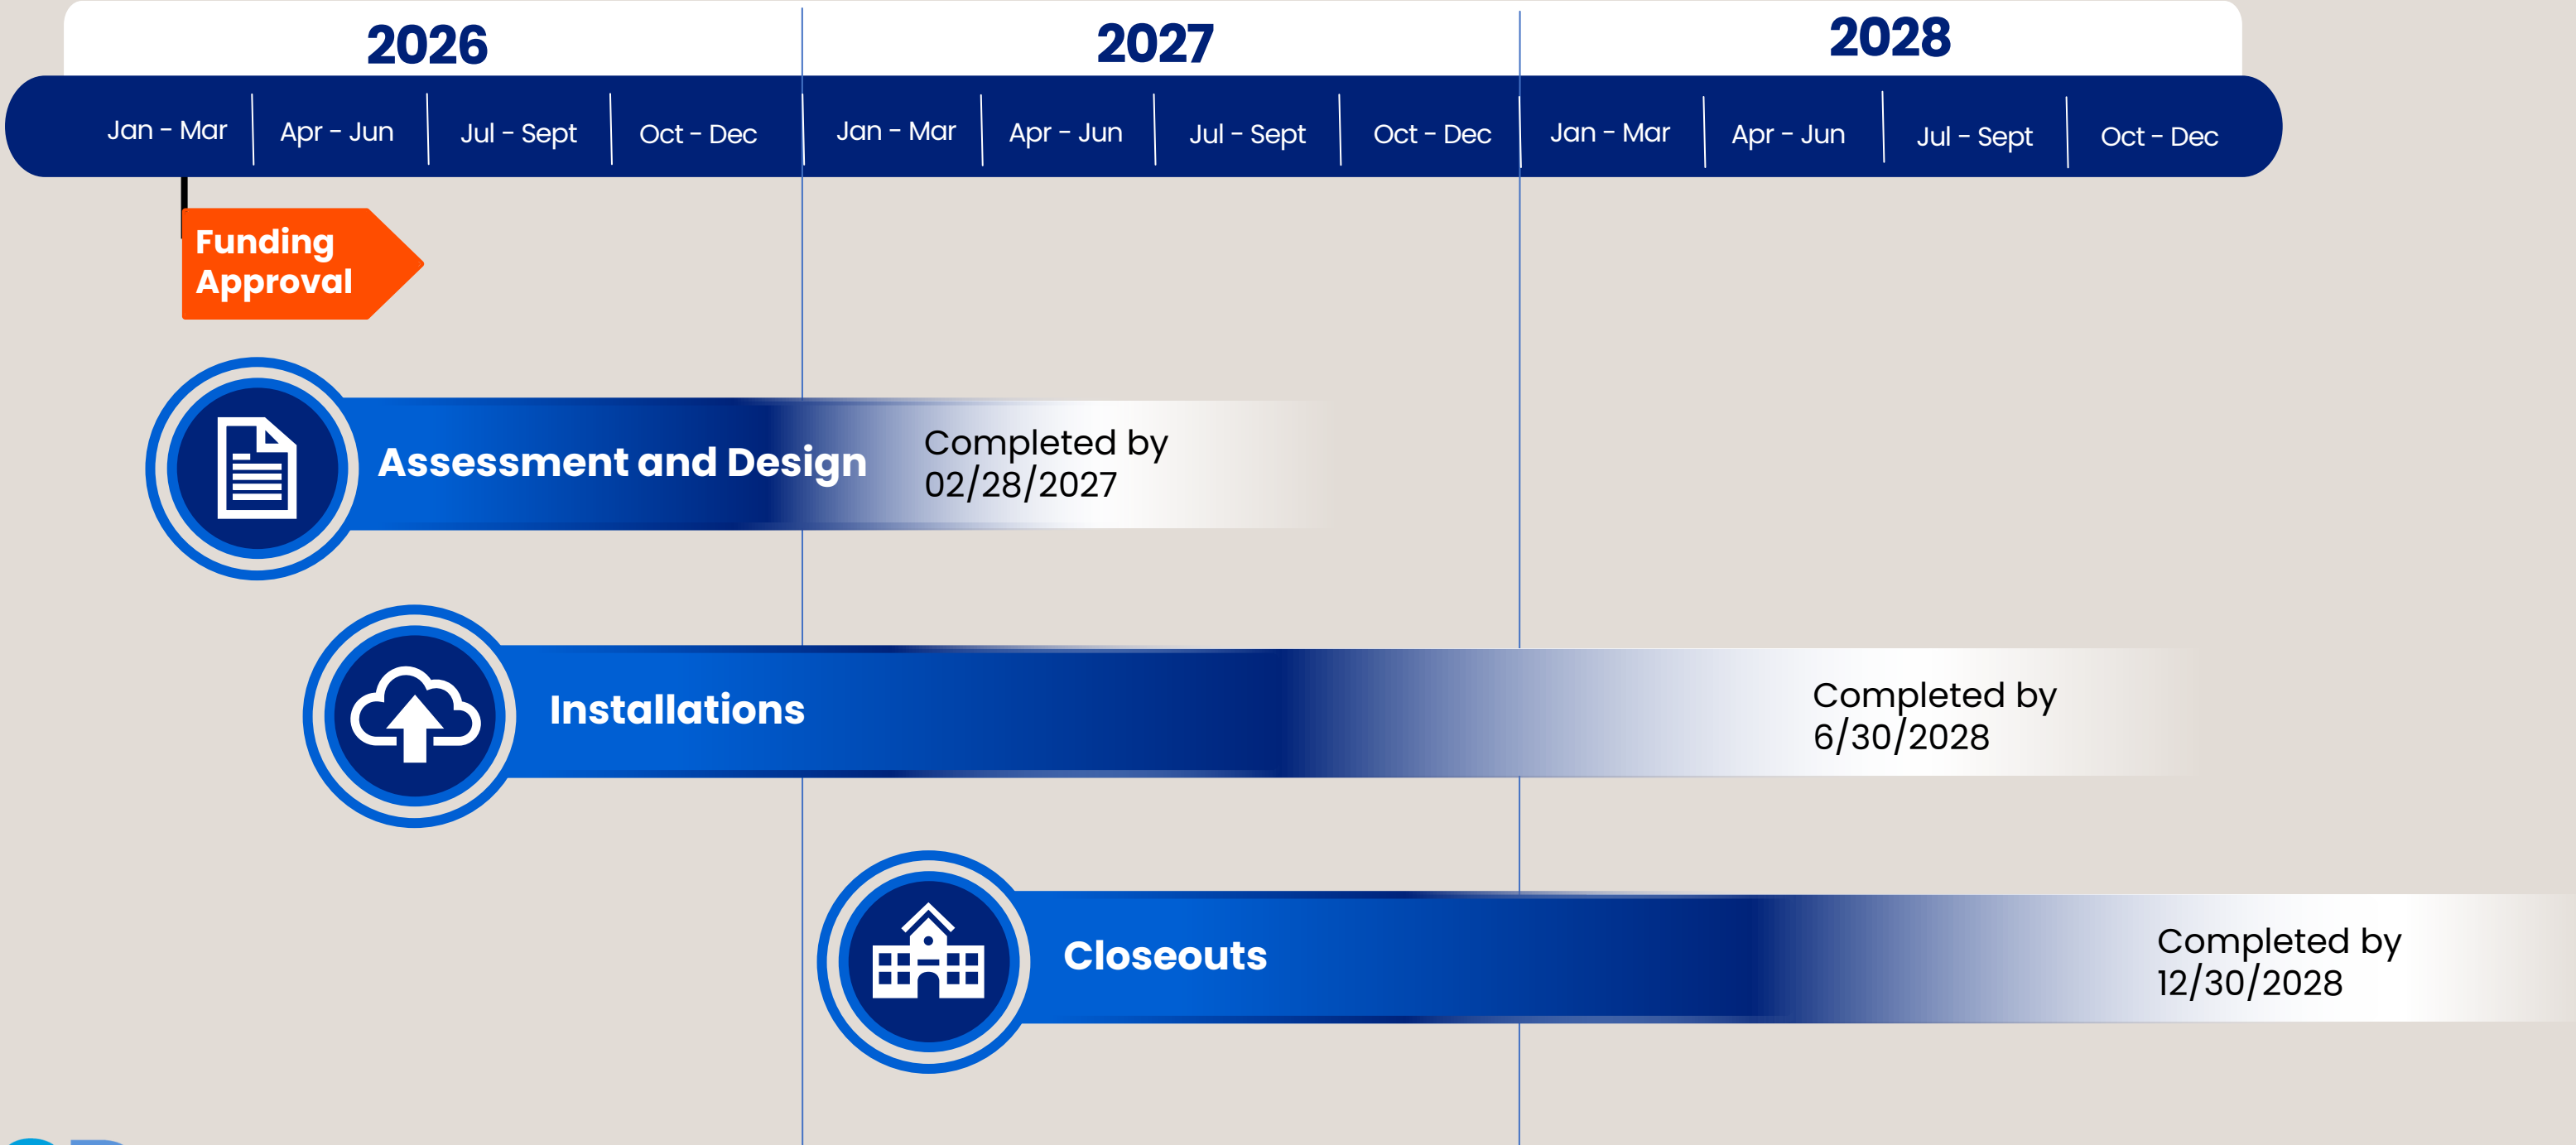 2026 2027 2028
Jan - Mar Apr - Jun Jul - Sept Oct - Dec Jan - Mar Apr - Jun Jul - Sept Oct - Dec Jan - Mar Apr - Jun Jul - Sept Oct - Dec
Funding
Approval
Assessment and Design
Completed by
02/28/2027
Installations
Completed by
6/30/2028
Closeouts
Completed by
12/30/2028